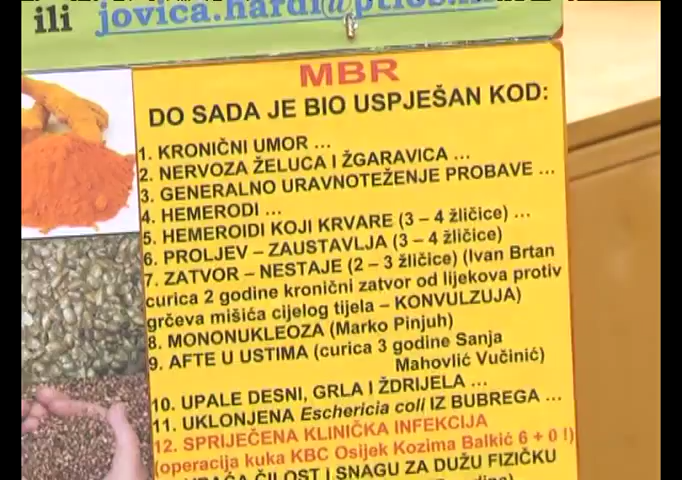 ili jovica.hardi@ptfos.
MBR
DO SADA JE BIO USPJEŠAN KOD:
1. KRONIČNI UMOR ...
2. NERVOZA ŽELUCA I ŽGARAVICA ...
3. GENERALNO URAVNOTEŽENJE PROBAVE ...
4. HEMERODI ...
5. HEMEROIDI KOJI KRVARE (3 – 4 žličice) ...
6. PROLJEV – ZAUSTAVLJA (3 – 4 žličice)
7. ZATVOR – NESTAJE (2 – 3 žličice) (Ivan Brtan
curica 2 godine kronični zatvor od lijekova protiv
grčeva mišića cijelog tijela – KONVULZUJA)
8. MONONUKLEOZA (Marko Pinjuh)
9. AFTE U USTIMA (curica 3 godine Sanja
Mahovlić Vučinić)
10. UPALE DESNI, GRLA I ŽDRIJELA ...
11. UKLONJENA Eschericia coli IZ BUBREGA ...
12. SPRIJEČENA KLINIČKA INFEKCIJA
(operacija kuka KBC Osijek Kozima Balkić 6 + 0 !)
ČILOST I SNAGU ZA DUŽU FIZIČKU